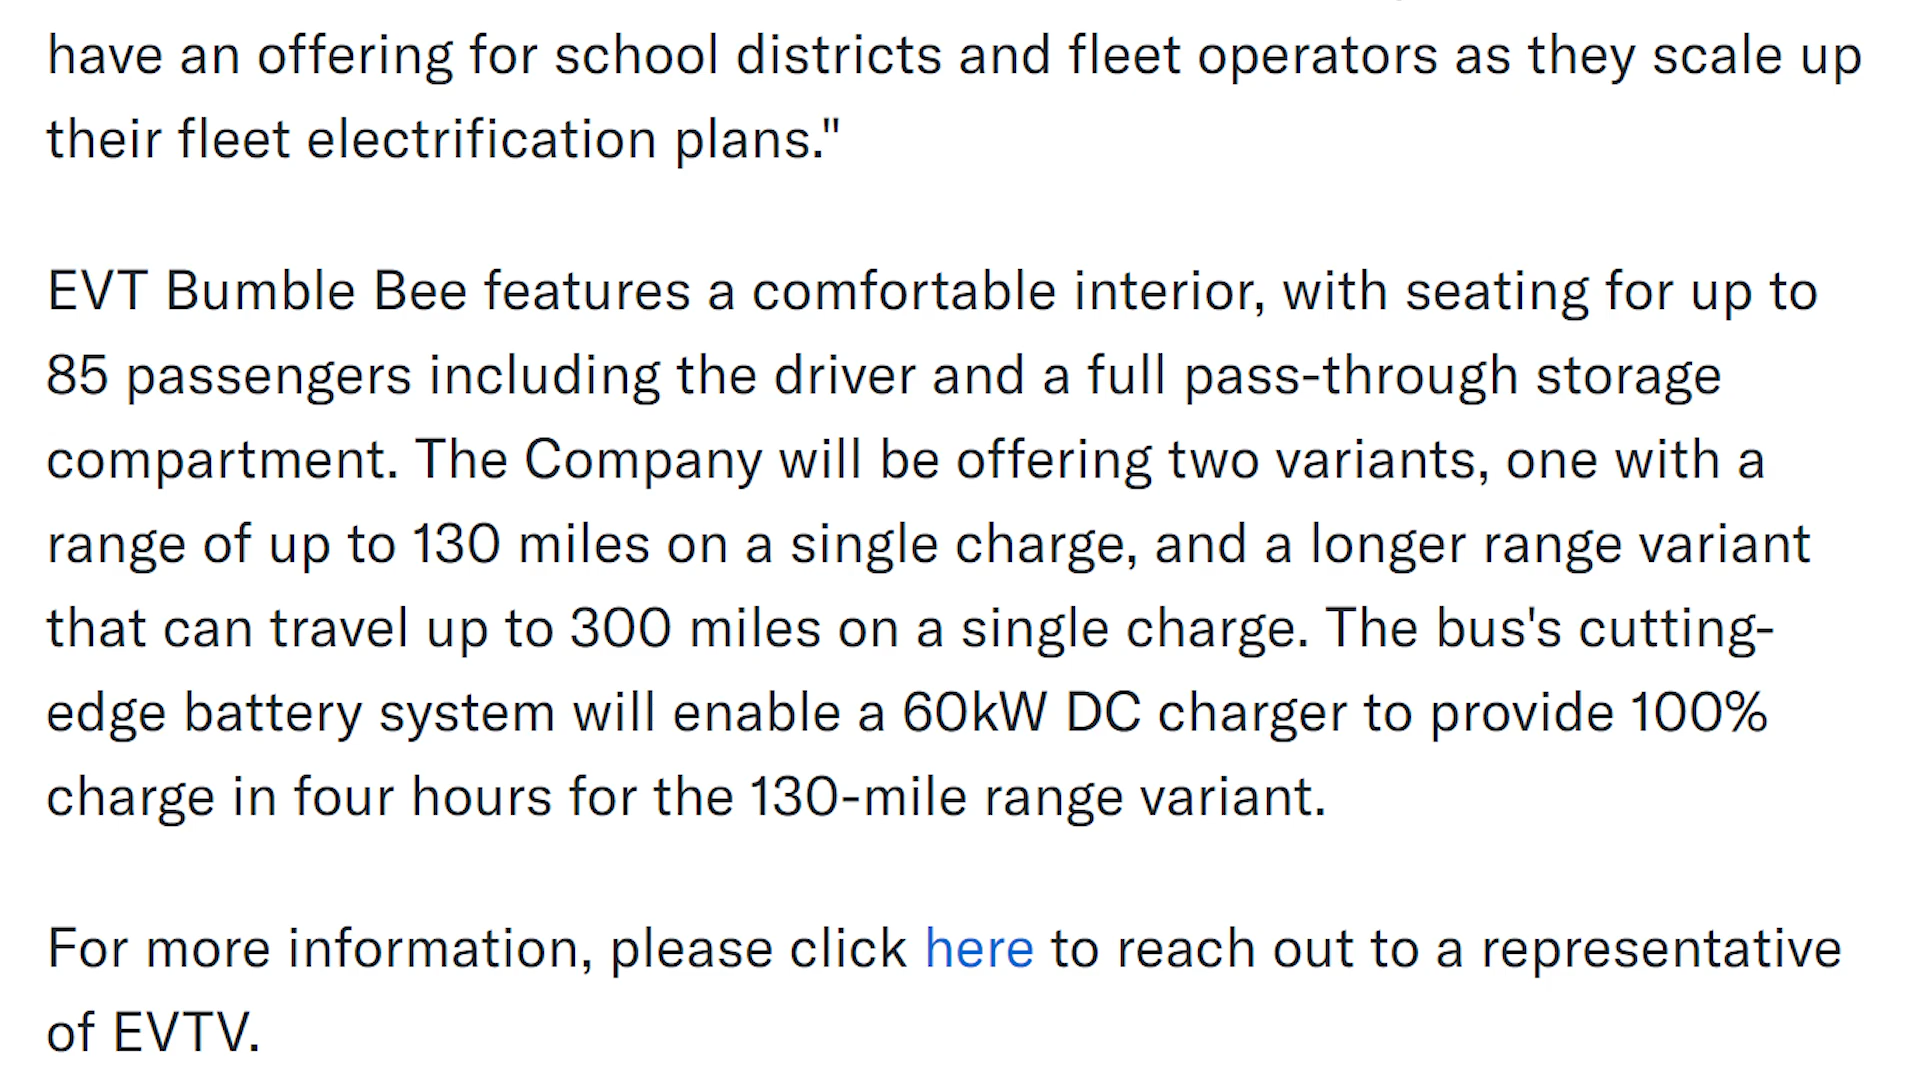 have an offering for school districts and fleet operators as they scale up
their fleet electrification plans."
EVT Bumble Bee features a comfortable interior, with seating for up to
85 passengers including the driver and a full pass-through storage
compartment. The Company will be offering two variants, one with a
range of up to 130 miles on a single charge, and a longer range variant
that can travel up to 300 miles on a single charge. The bus's cutting-
edge battery system will enable a 60kW DC charger to provide 100%
charge in four hours for the 130-mile range variant.
For more information, please click here to reach out to a representative
of EVTV.